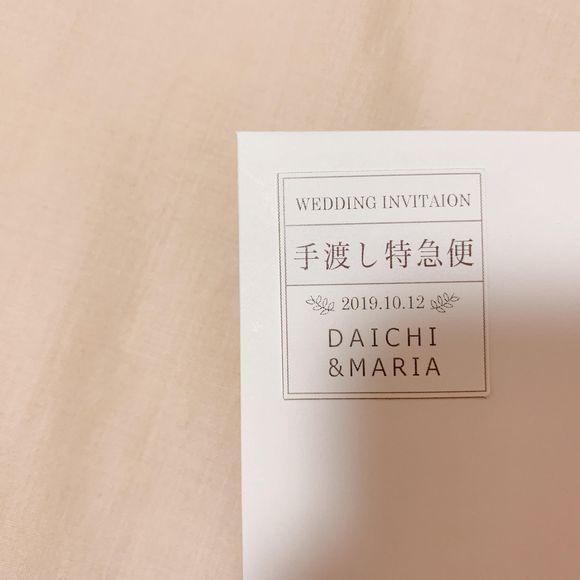 WEDDING INVITAION
手渡し特急便
2019.10.12
DAICHI
&MARIA